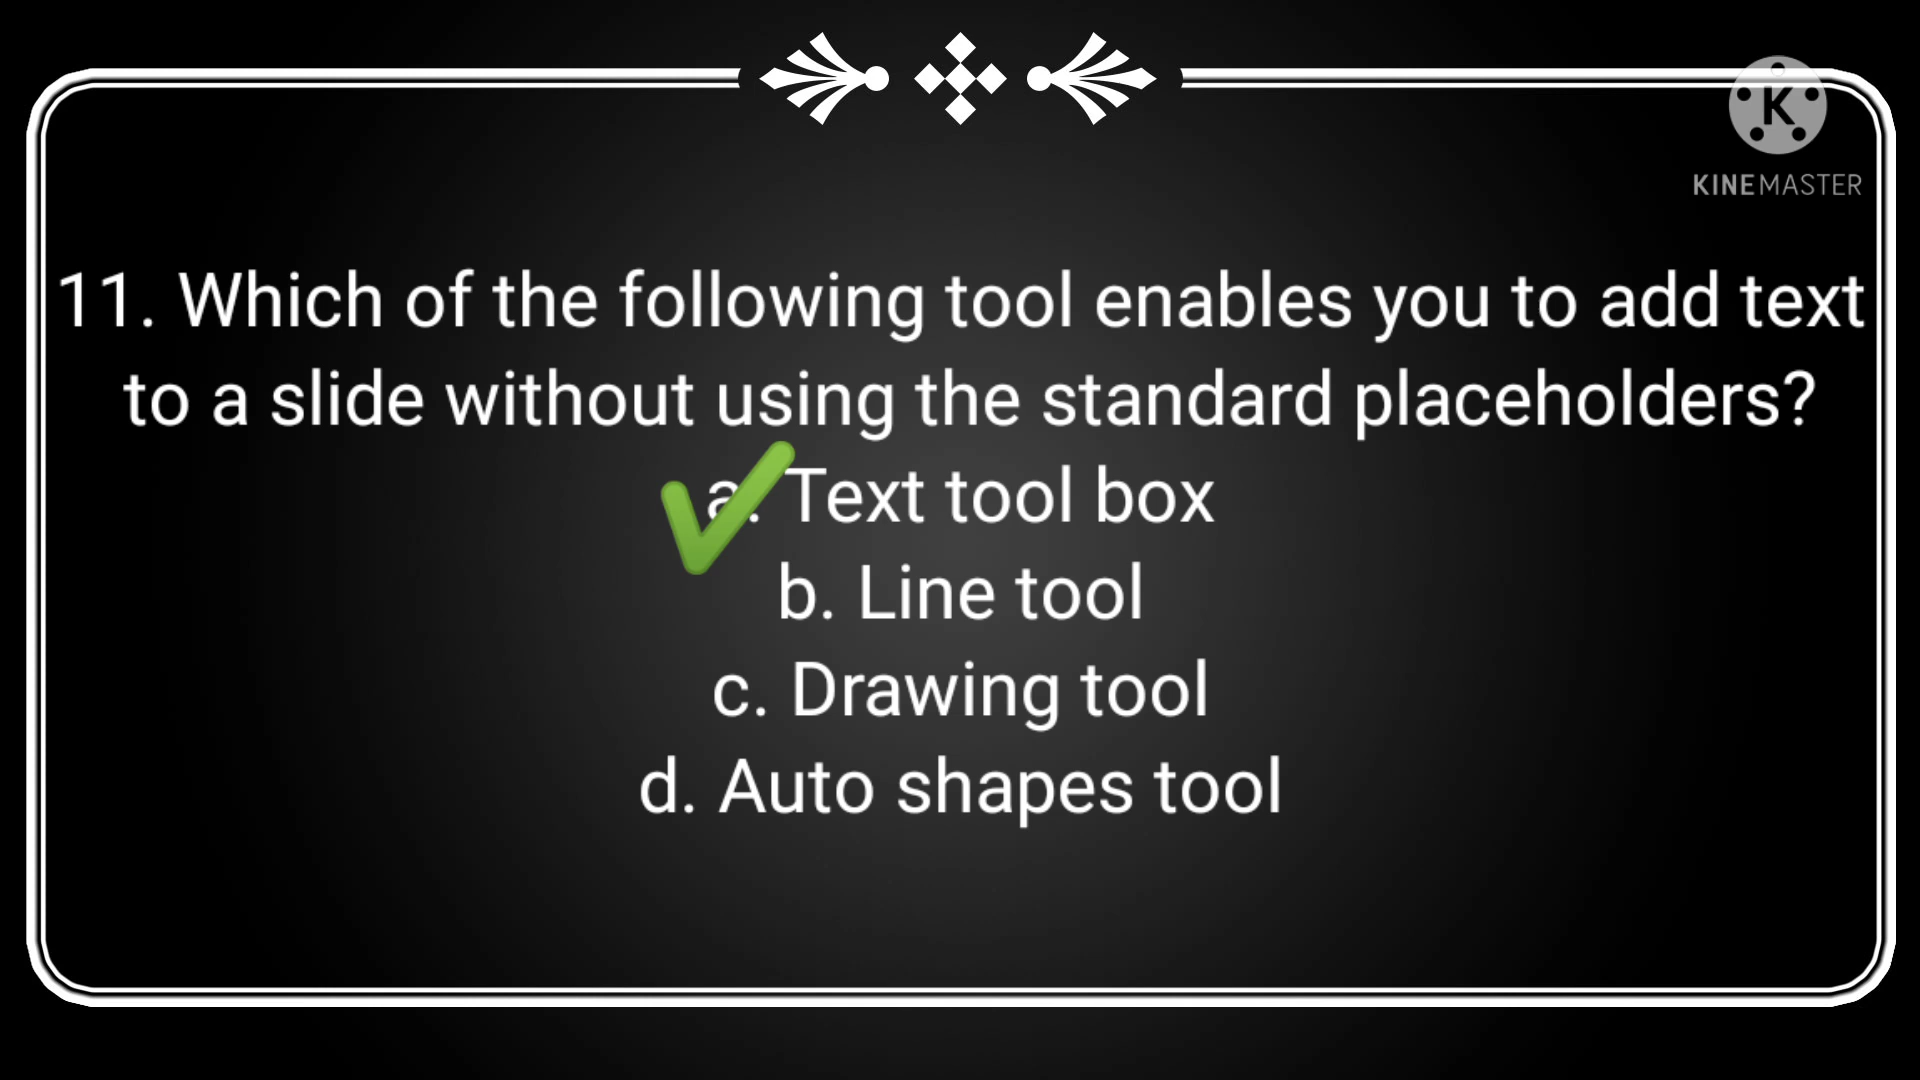 KINEMASTER
11. Which of the following tool enables you to add text
to a slide without using the standard placeholders?
a. Text tool box
b. Line tool
c. Drawing tool
d. Auto shapes tool